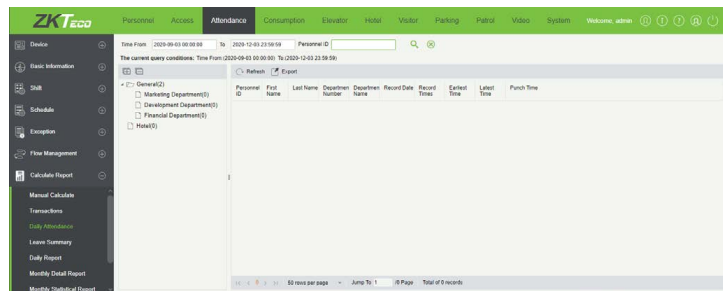 ZKTeco
Personnel Access Attendance Consumption Elevator Hotel Visitor Parking Patrol Video System Welcome, admin
Device
Basic Information
Shift
Schedule
Exception
Flow Management
Calculate Report
Manual Calculate
Transactions
Daily Attendance
Leave Summary
Daily Report
Monthly Detail Report
Monthly Statistical Report
Time From 2020-09-03 00:00:00 To 2020-12-03 23:59:59 Personnel ID
The current query conditions: Time From:(2020-09-03 00:00:00) To:(2020-12-03 23:59:59)
General(2)
Marketing Department(0)
Development Department(0)
Financial Department(0)
Hotel(0)
Refresh Export
Personnel ID First Name Last Name Departmen Number Departmen Name Record Date Record Times Earliest Time Latest Time Punch Time
50 rows per page Jump To 1 /0 Page Total of 0 records